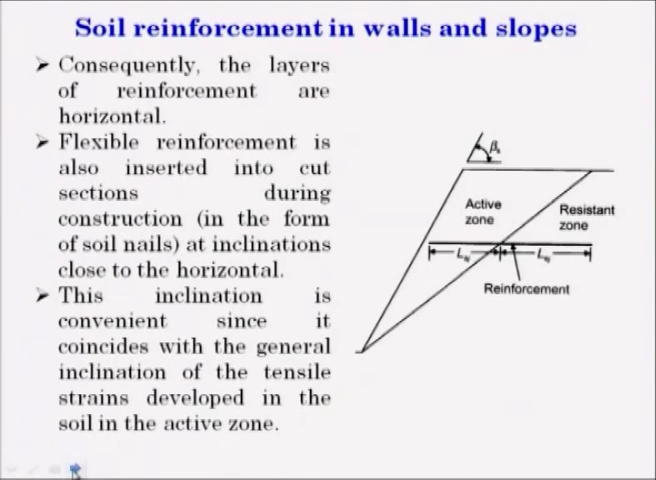 Soil reinforcement in walls and slopes
Consequently, the layers
of reinforcement are
horizontal.
Flexible reinforcement is
also inserted into cut
sections during
construction (in the form
of soil nails) at inclinations
close to the horizontal.
This inclination is
convenient since it
coincides with the general
inclination of the tensile
strains developed in the
soil in the active zone.
Active
zone
Resistant
zone
Reinforcement